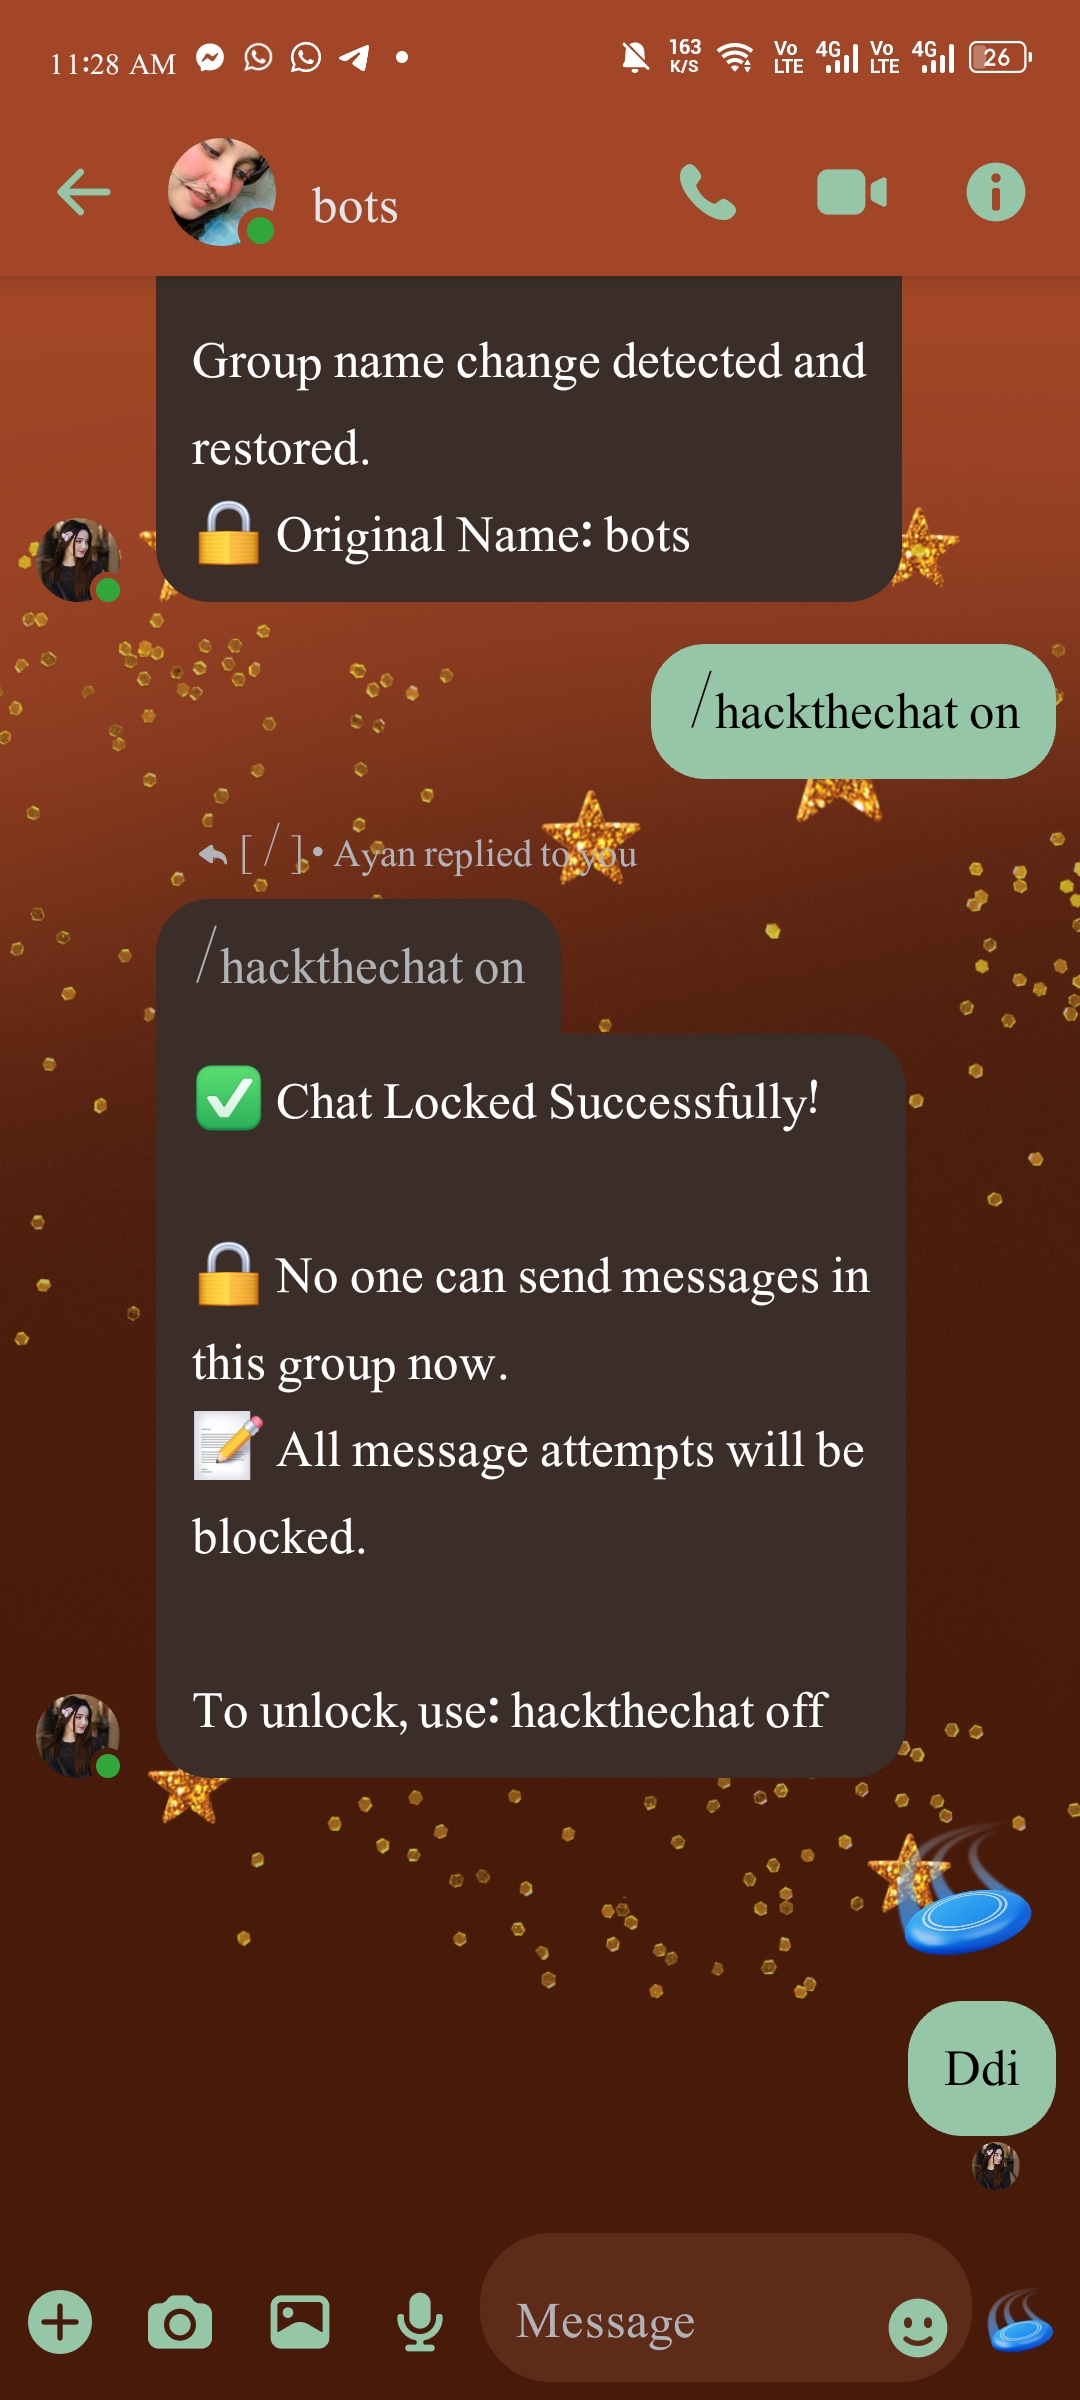 11:28 AM
163
K/S
Vo
LTE
4G
Vo
LTE
4G
26
bots
Group name change detected and
restored.
🔒 Original Name: bots
/hackthechat on
[ / ]• Ayan replied to you
/hackthechat on
✅ Chat Locked Successfully!
🔒 No one can send messages in
this group now.
📝 All message attempts will be
blocked.
To unlock, use: hackthechat off
Ddi
Message